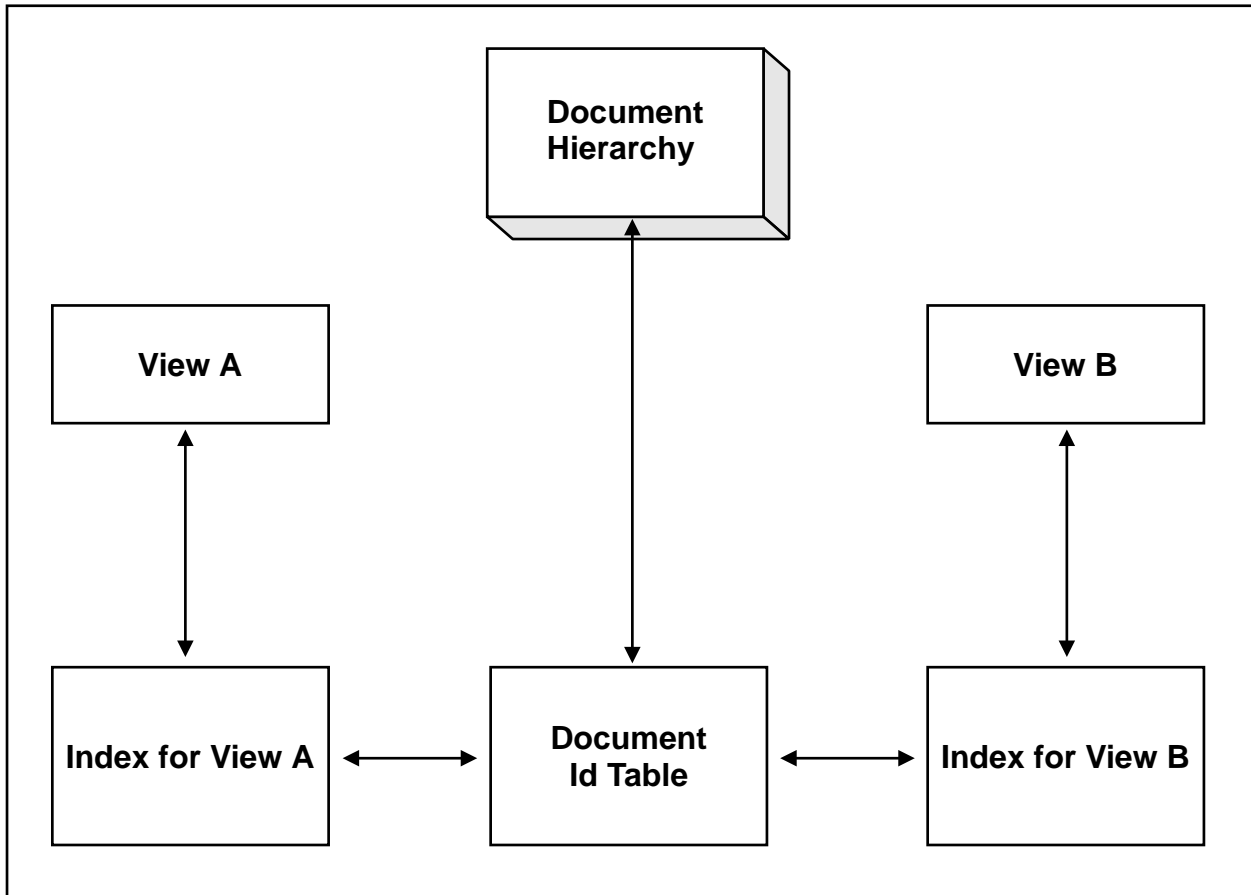 Document
Hierarchy
View A
View B
Index for View A
Document
Id Table
Index for View B